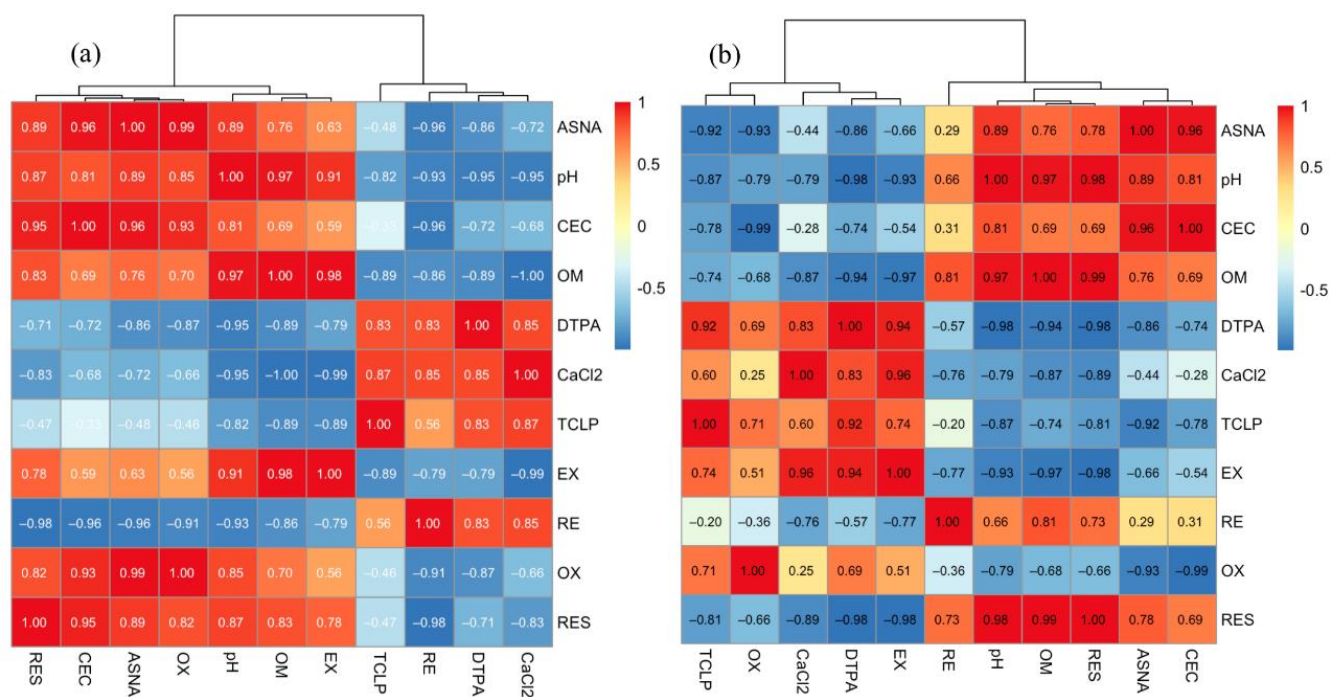 (a)
0.89 0.96 1.00 0.99 0.89 0.76 0.63 −0.48 −0.96 −0.86 −0.72 ASNA
0.87 0.81 0.89 0.85 1.00 0.97 0.91 −0.82 −0.93 −0.95 −0.95 pH
0.95 1.00 0.96 0.93 0.81 0.69 0.59 −0.33 −0.96 −0.72 −0.68 CEC
0.83 0.69 0.76 0.70 0.97 1.00 0.98 −0.89 −0.86 −0.89 −1.00 OM
−0.71 −0.72 −0.86 −0.87 −0.95 −0.89 −0.79 0.83 0.83 1.00 0.85 DTPA
−0.83 −0.68 −0.72 −0.66 −0.95 −1.00 −0.99 0.87 0.85 0.85 1.00 CaCl2
−0.47 −0.33 −0.48 −0.46 −0.82 −0.89 −0.89 1.00 0.56 0.83 0.87 TCLP
0.78 0.59 0.63 0.56 0.91 0.98 1.00 −0.89 −0.79 −0.79 −0.99 EX
−0.98 −0.96 −0.96 −0.91 −0.93 −0.86 −0.79 0.56 1.00 0.83 0.85 RE
0.82 0.93 0.99 1.00 0.85 0.70 0.56 −0.46 −0.91 −0.87 −0.66 OX
1.00 0.95 0.89 0.82 0.87 0.83 0.78 −0.47 −0.98 −0.71 −0.83 RES
RES CEC ASNA OX pH OM EX TCLP RE DTPA CaCl2
1
0.5
0
-0.5
(b)
−0.92 −0.93 −0.44 −0.86 −0.66 0.29 0.89 0.76 0.78 1.00 0.96 ASNA
−0.87 −0.79 −0.79 −0.98 −0.93 0.66 1.00 0.97 0.98 0.89 0.81 pH
−0.78 −0.99 −0.28 −0.74 −0.54 0.31 0.81 0.69 0.69 0.96 1.00 CEC
−0.74 −0.68 −0.87 −0.94 −0.97 0.81 0.97 1.00 0.99 0.76 0.69 OM
0.92 0.69 0.83 1.00 0.94 −0.57 −0.98 −0.94 −0.98 −0.86 −0.74 DTPA
0.60 0.25 1.00 0.83 0.96 −0.76 −0.79 −0.87 −0.89 −0.44 −0.28 CaCl2
1.00 0.71 0.60 0.92 0.74 −0.20 −0.87 −0.74 −0.81 −0.92 −0.78 TCLP
0.74 0.51 0.96 0.94 1.00 −0.77 −0.93 −0.97 −0.98 −0.66 −0.54 EX
−0.20 −0.36 −0.76 −0.57 −0.77 1.00 0.66 0.81 0.73 0.29 0.31 RE
0.71 1.00 0.25 0.69 0.51 −0.36 −0.79 −0.68 −0.66 −0.93 −0.99 OX
−0.81 −0.66 −0.89 −0.98 −0.98 0.73 0.98 0.99 1.00 0.78 0.69 RES
TCLP OX CaCl2 DTPA EX RE pH OM RES ASNA CEC
1
0.5
0
-0.5